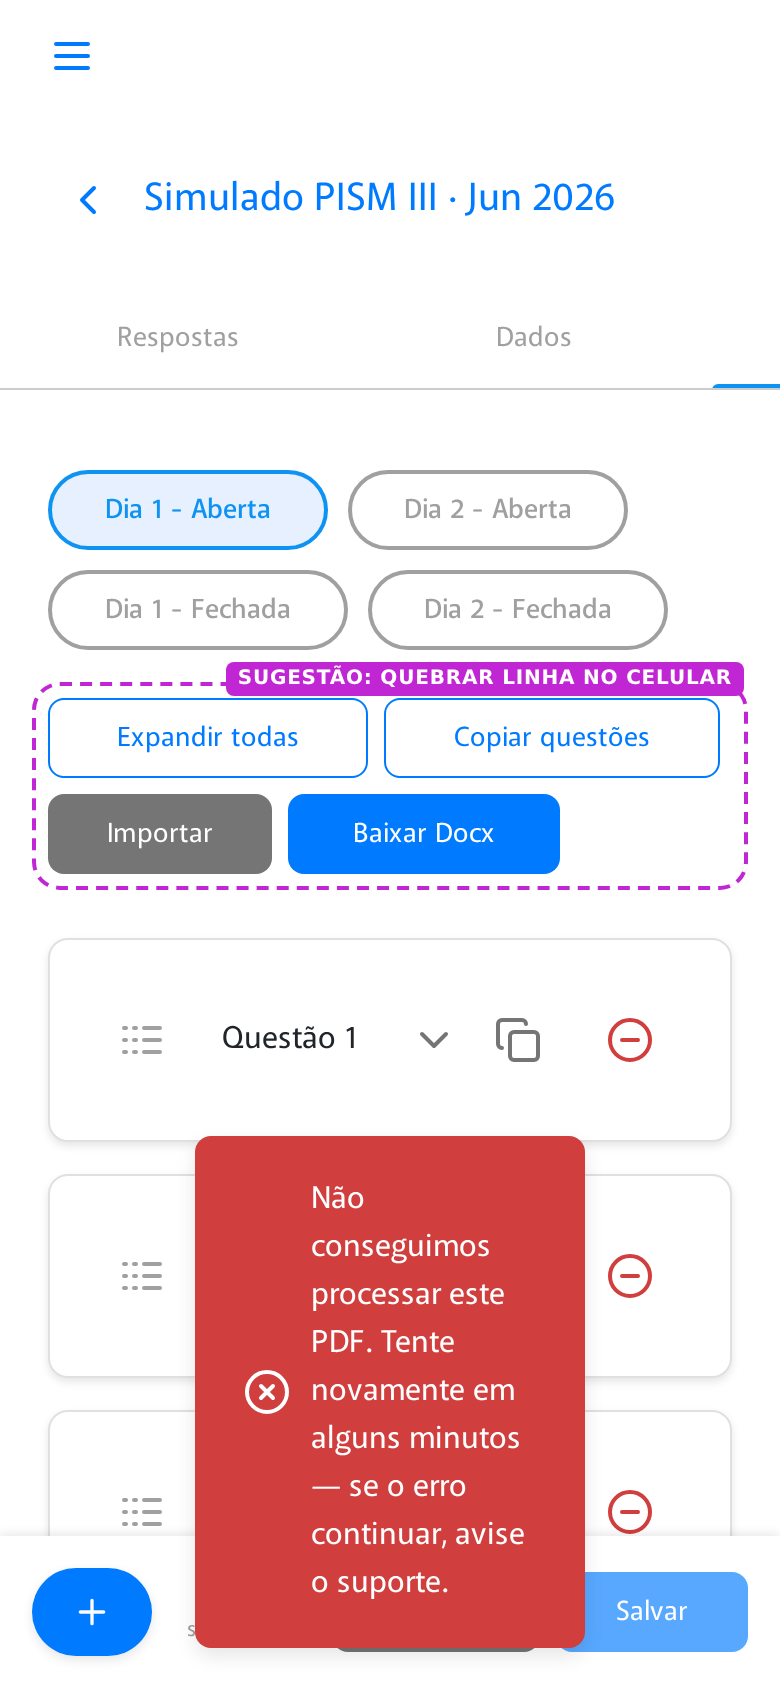 Simulado PISM III · Jun 2026
Respostas
Dados
Dia 1 - Aberta
Dia 2 - Aberta
Dia 1 - Fechada
Dia 2 - Fechada
SUGESTÃO: QUEBRAR LINHA NO CELULAR
Expandir todas
Copiar questões
Importar
Baixar Docx
Questão 1
Não
conseguimos
processar este
PDF. Tente
novamente em
alguns minutos
— se o erro
continuar, avise
o suporte.
Salvar